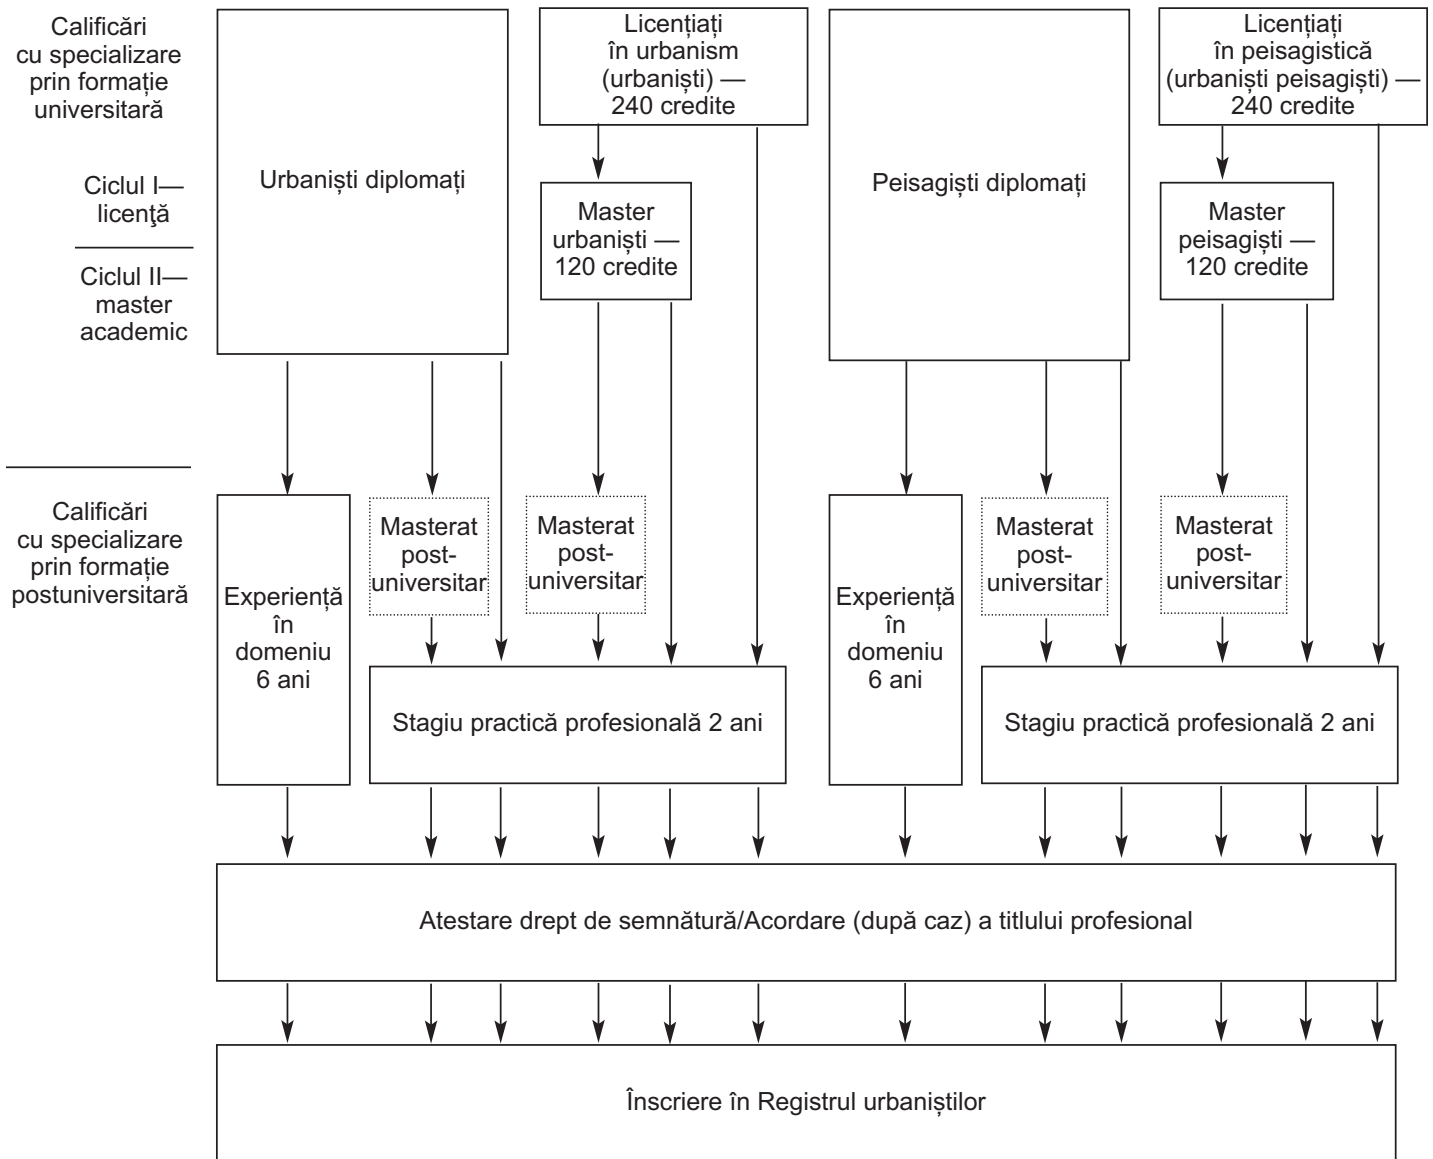 Calificări
cu specializare
prin formație
universitară
Ciclul I—
licență
Ciclul II—
master
academic
Calificări
cu specializare
prin formație
postuniversitară
Urbaniști diplomați
Licențiați
în urbanism
(urbaniști) —
240 credite
Master
urbaniști —
120 credite
Peisagiști diplomați
Licențiați
în peisagistică
(urbaniști peisagiști) —
240 credite
Master
peisagiști —
120 credite
Experiență
în
domeniu
6 ani
Masterat
post-
universitar
Masterat
post-
universitar
Stagiu practică profesională 2 ani
Experiență
în
domeniu
6 ani
Masterat
post-
universitar
Masterat
post-
universitar
Stagiu practică profesională 2 ani
Atestare drept de semnătură/Acordare (după caz) a titlului profesional
Înscriere în Registrul urbaniștilor